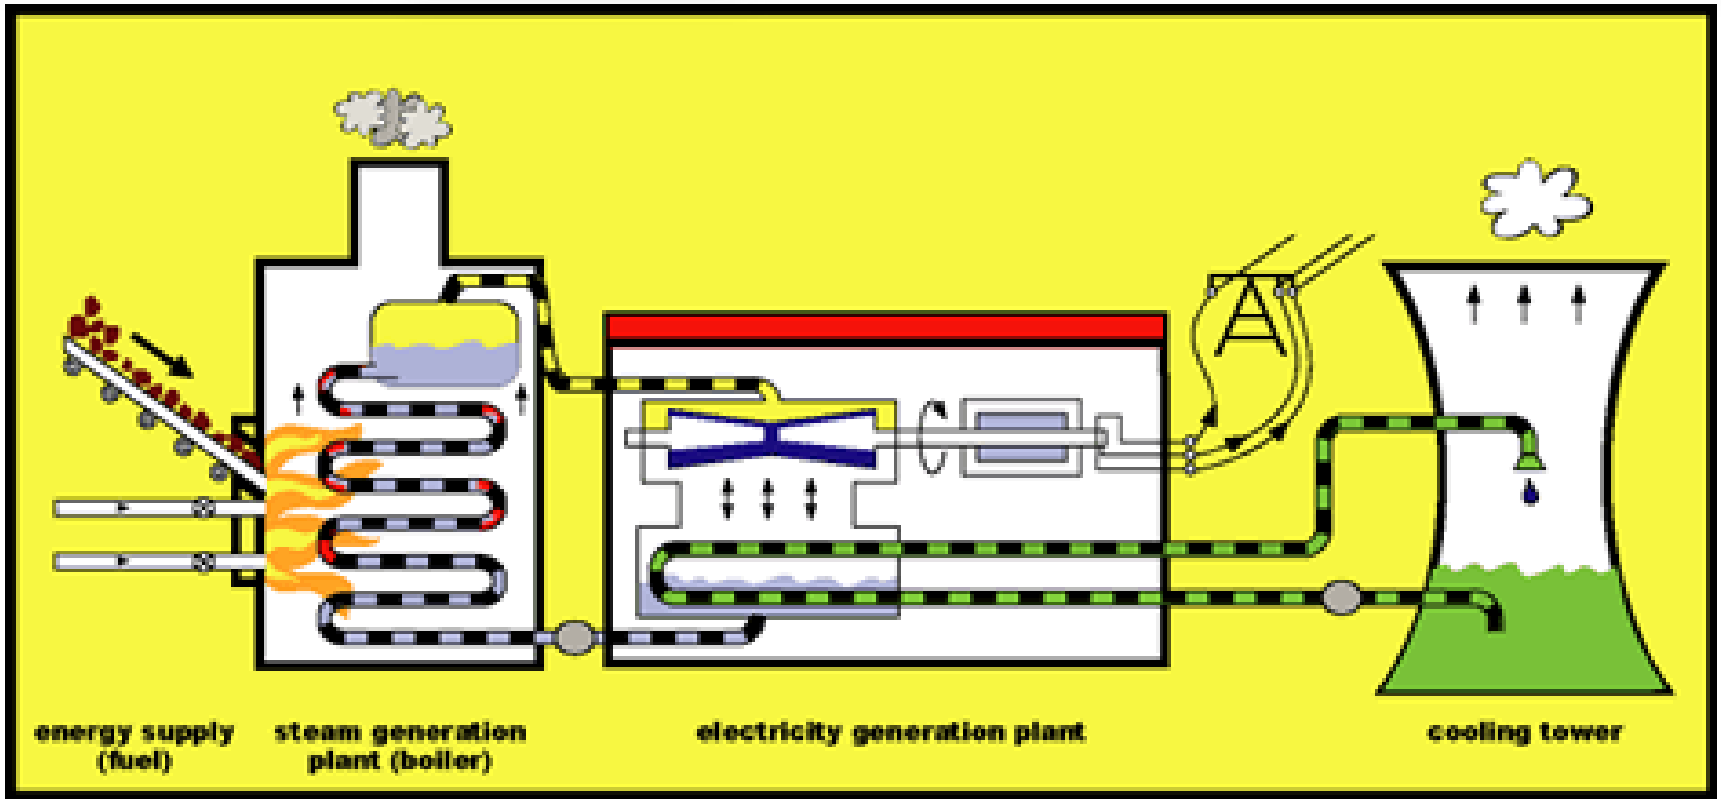 energy supply
(fuel)
steam generation
plant (boiler)
electricity generation plant
cooling tower